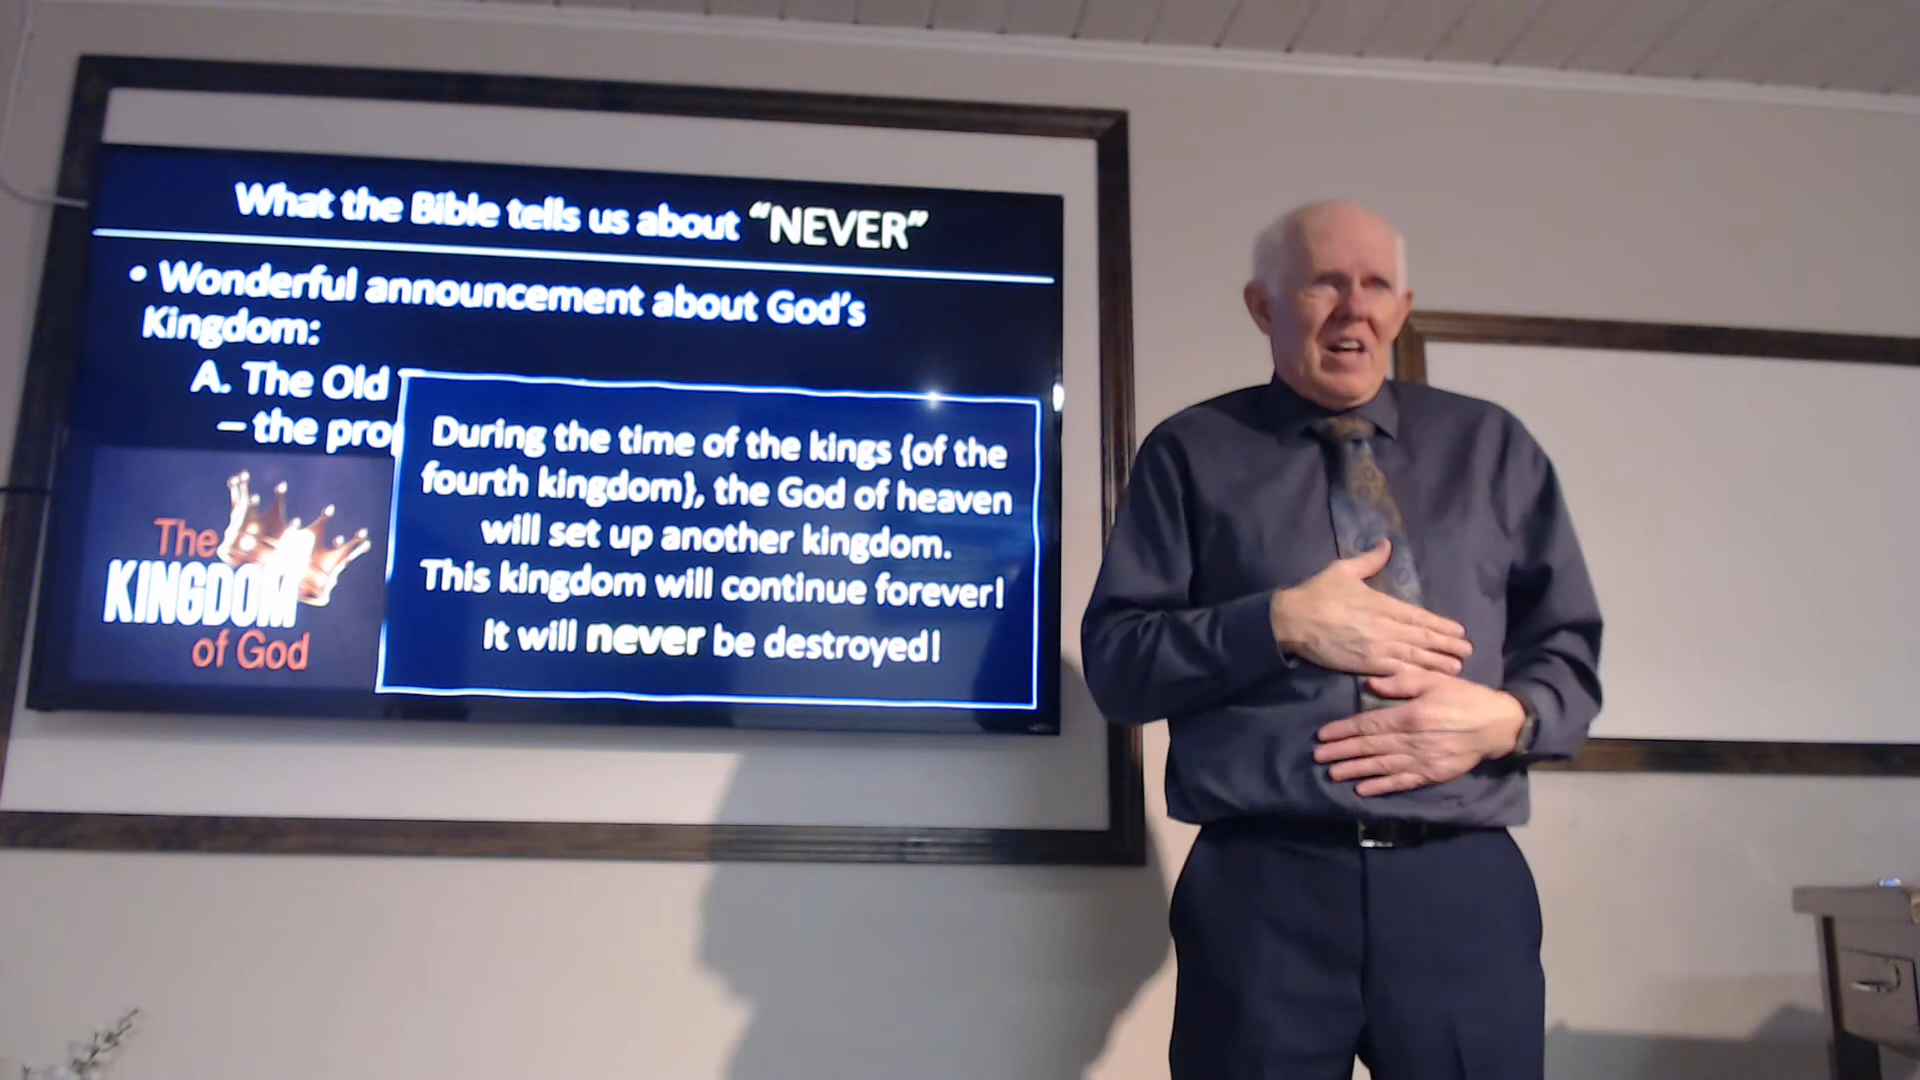 What the Bible tells us about “NEVER”
• Wonderful announcement about God’s
Kingdom:
A. The Old
– the
During the time of the kings {of the
fourth kingdom}, the God of heaven
will set up another kingdom.
This kingdom will continue forever!
It will never be destroyed!
The
KINGDOM
of God